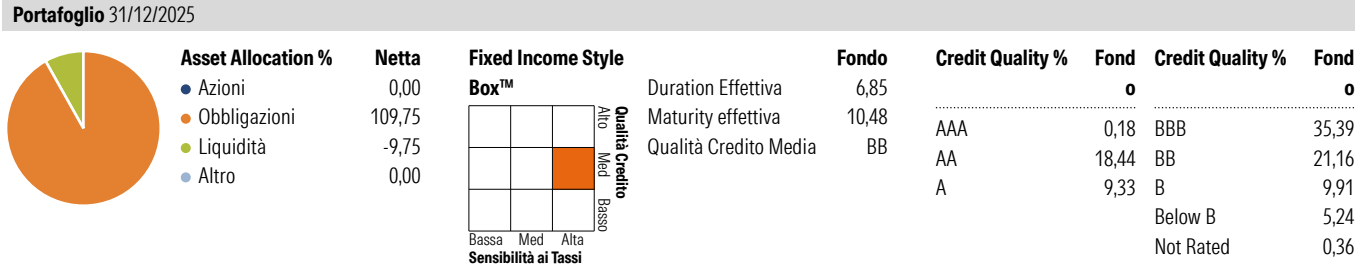 Portafoglio 31/12/2025
Asset Allocation % Netta
Azioni 0,00
Obbligazioni 109,75
Liquidità -9,75
Altro 0,00
Fixed Income Style
Box™
Alto Med Basso
Qualità Credito
Bassa Med Alta
Sensibilità ai Tassi
Fondo
Duration Effettiva 6,85
Maturity effettiva 10,48
Qualità Credito Media BB
Credit Quality % Fond
o
AAA 0,18
AA 18,44
A 9,33
Credit Quality % Fond
o
BBB 35,39
BB 21,16
B 9,91
Below B 5,24
Not Rated 0,36